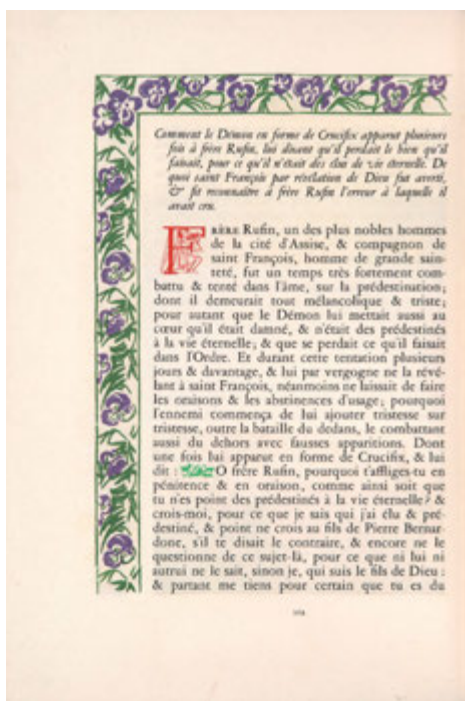 Comment le Démon en forme de Crucifix apparut plusieurs
fois à frère Rufin, lui disant qu'il perdait le bien qu'il
faisait, pour ce qu'il n'était des élus de vie éternelle. De
quoi saint François par révélation de Dieu fut averti,
& fit reconnaître à frère Rufin l'erreur à laquelle il
avait cru.
FRÈRE Rufin, un des plus nobles hommes
de la cité d'Assise, & compagnon de
saint François, homme de grande sain-
teté, fut un temps très fortement com-
battu & tenté dans l'âme, sur la prédestination;
dont il demeurait tout mélancolique & triste;
pour autant que le Démon lui mettait aussi au
cœur qu'il était damné, & n'était des prédestinés
à la vie éternelle; & que se perdait ce qu'il faisait
dans l'Ordre. Et durant cette tentation plusieurs
jours & davantage, & lui par vergogne ne la révé-
lant à saint François, néanmoins ne laissait de faire
les oraisons & les abstinences d'usage; pourquoi
l'ennemi commença de lui ajouter tristesse sur
tristesse, outre la bataille du dedans, le combattant
aussi du dehors avec fausses apparitions. Dont
une fois lui apparut en forme de Crucifix, & lui
dit : O frère Rufin, pourquoi t'affliges-tu en
pénitence & en oraison, comme ainsi soit que
tu n'es point des prédestinés à la vie éternelle? &
crois-moi, pour ce que je sais qui j'ai élu & pré-
destiné, & point ne crois au fils de Pierre Bernar-
done, s'il te disait le contraire, & encore ne le
questionne de ce sujet-là, pour ce que ni lui ni
autrui ne le sait, sinon je, qui suis le fils de Dieu :
& partant me tiens pour certain que tu es du